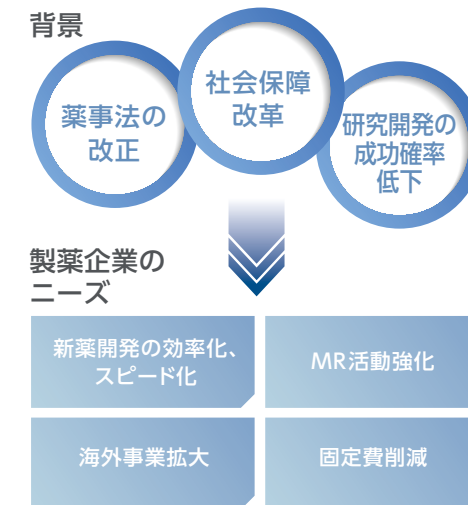 背景
薬事法の
改正
社会保障
改革
研究開発の
成功確率
低下
製薬企業の
ニーズ
新薬開発の効率化、
スピード化
MR活動強化
海外事業拡大
固定費削減